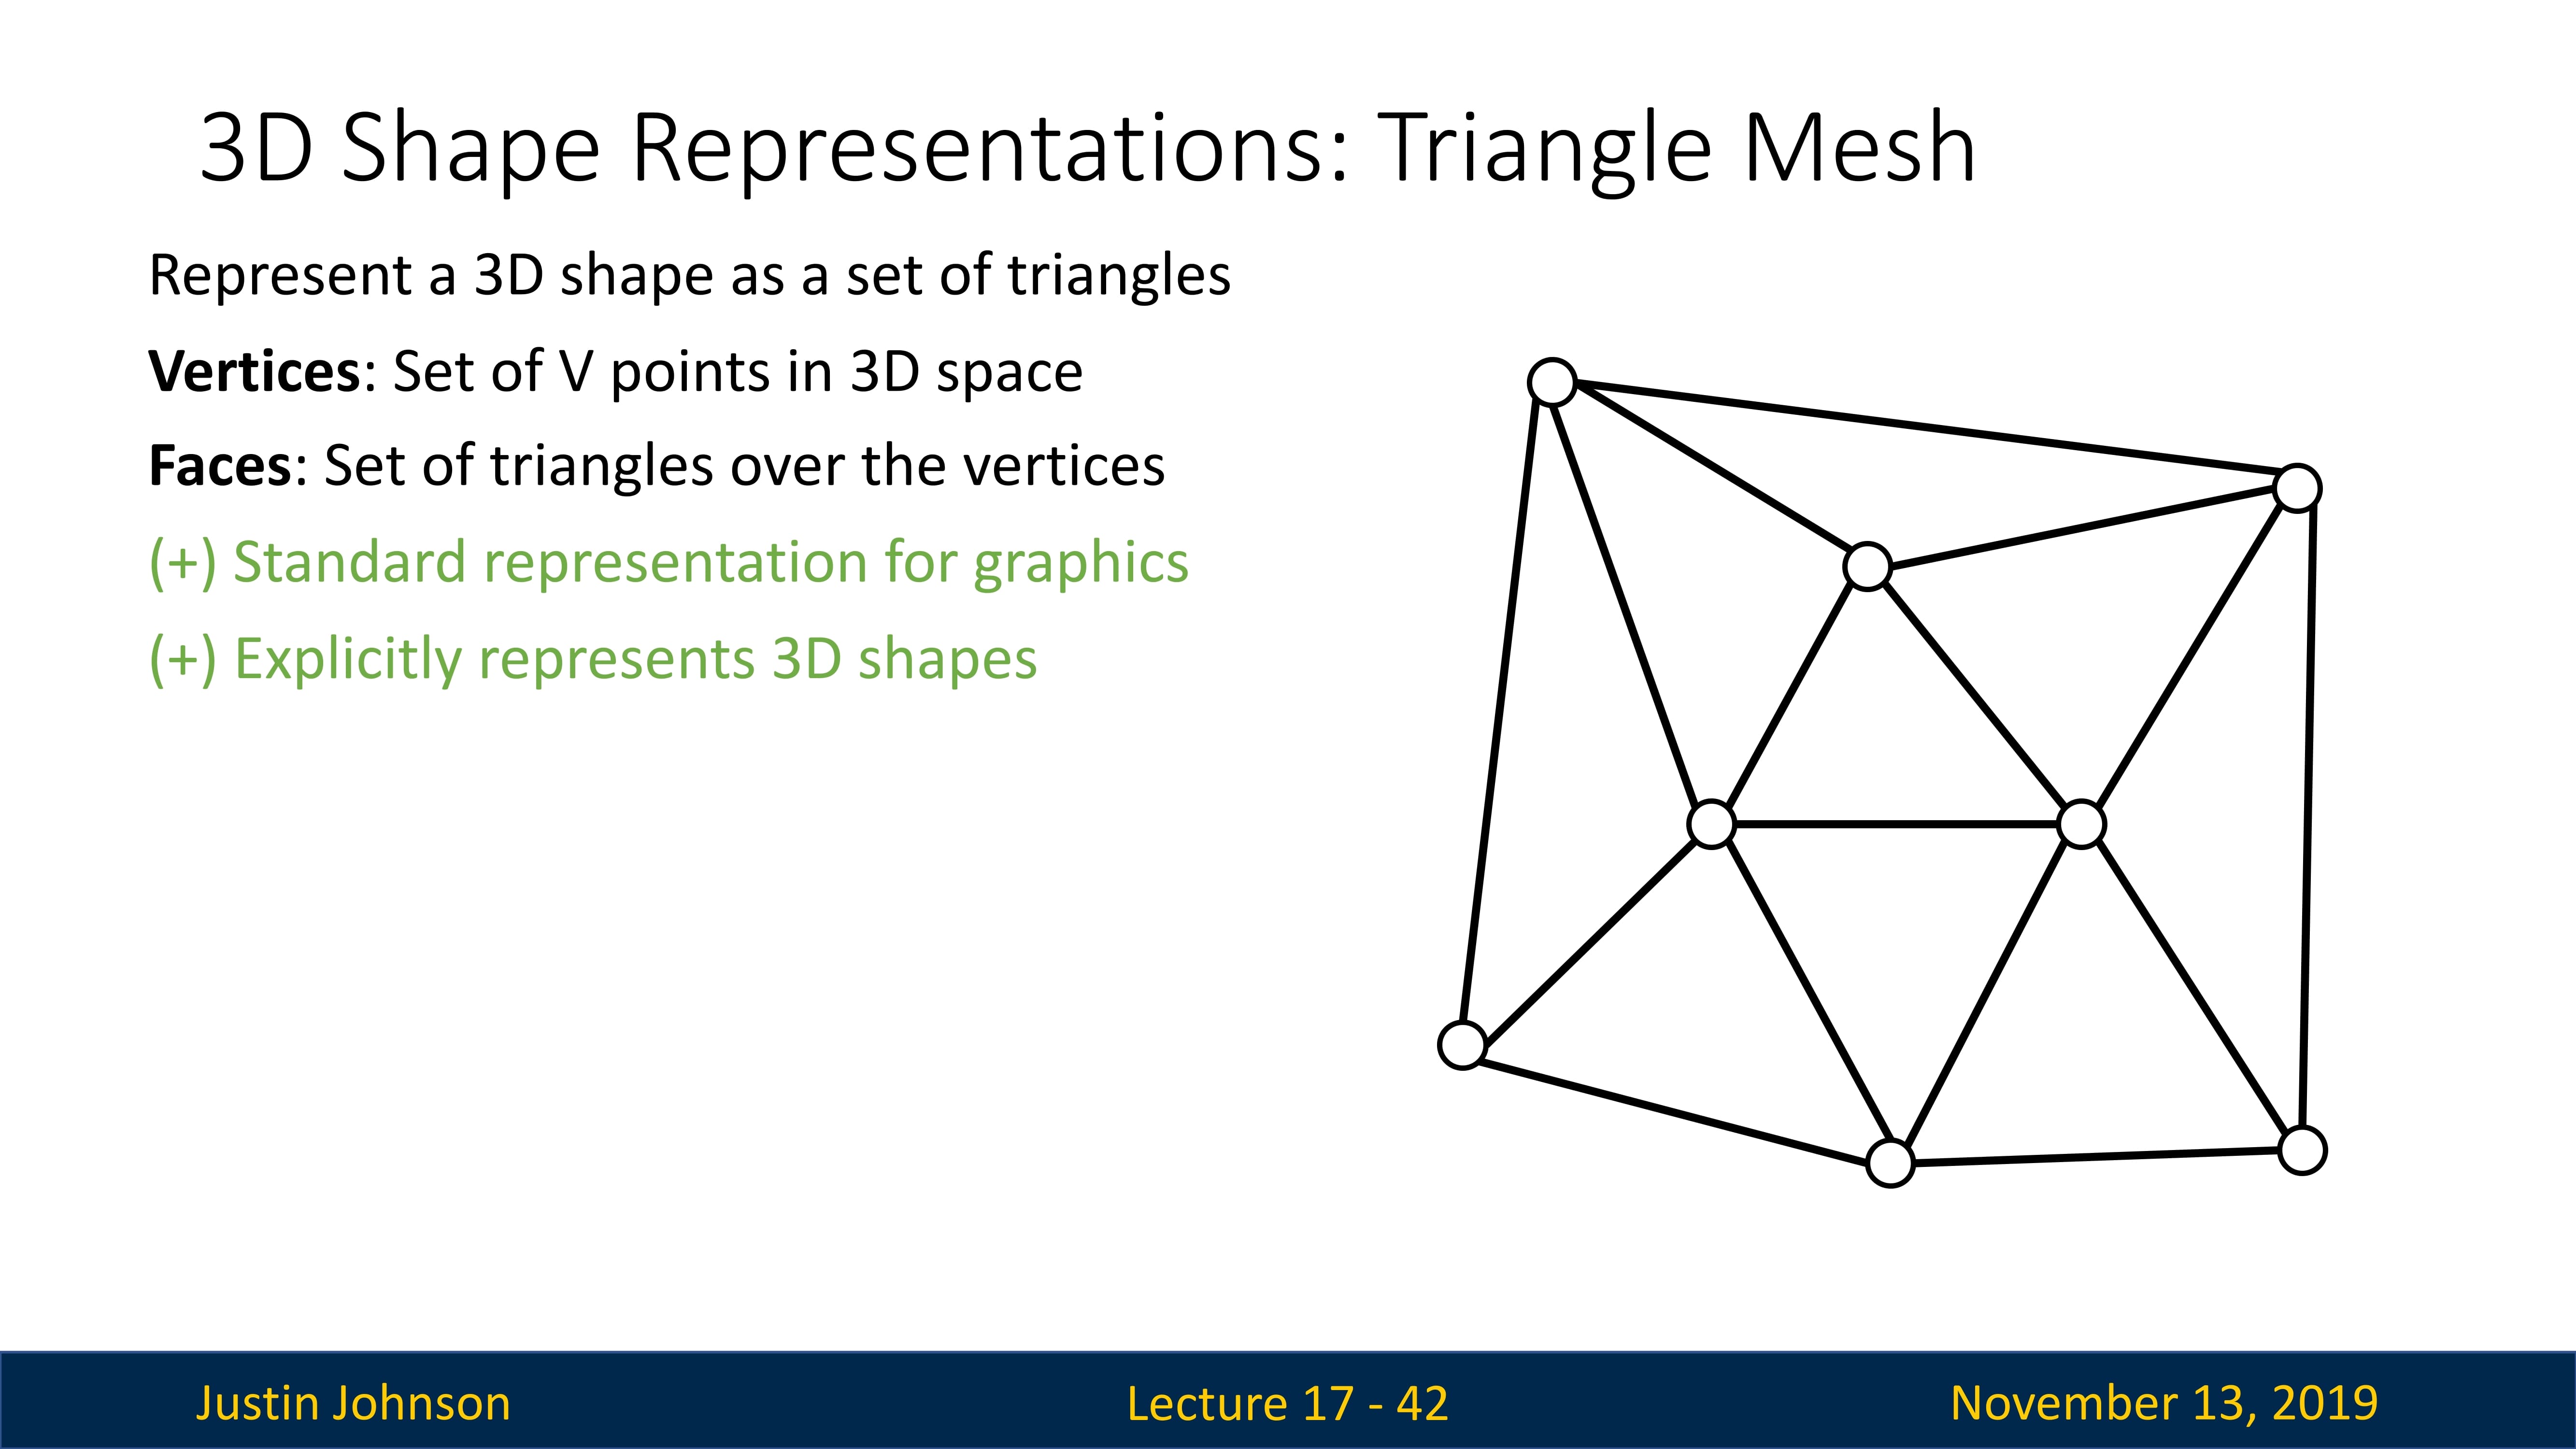 3D Shape Representations: Triangle Mesh
Represent a 3D shape as a set of triangles
Vertices: Set of V points in 3D space
Faces: Set of triangles over the vertices
(+) Standard representation for graphics
(+) Explicitly represents 3D shapes
Justin Johnson
Lecture 17 - 42
November 13, 2019